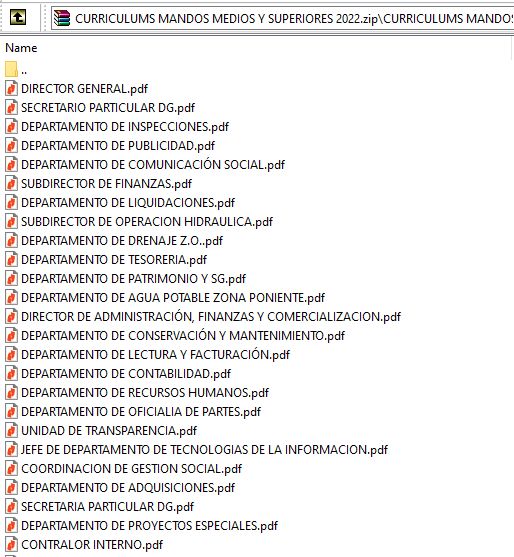 CURRICULUMS MANDOS MEDIOS Y SUPERIORES 2022.zip\CURRICULUMS MANDOS
Name
..
DIRECTOR GENERAL.pdf
SECRETARIO PARTICULAR DG.pdf
DEPARTAMENTO DE INSPECCIONES.pdf
DEPARTAMENTO DE PUBLICIDAD.pdf
DEPARTAMENTO DE COMUNICACIÓN SOCIAL.pdf
SUBDIRECTOR DE FINANZAS.pdf
DEPARTAMENTO DE LIQUIDACIONES.pdf
SUBDIRECTOR DE OPERACION HIDRAULICA.pdf
DEPARTAMENTO DE DRENAJE Z.O..pdf
DEPARTAMENTO DE TESORERIA.pdf
DEPARTAMENTO DE PATRIMONIO Y SG.pdf
DEPARTAMENTO DE AGUA POTABLE ZONA PONIENTE.pdf
DIRECTOR DE ADMINISTRACIÓN, FINANZAS Y COMERCIALIZACION.pdf
DEPARTAMENTO DE CONSERVACIÓN Y MANTENIMIENTO.pdf
DEPARTAMENTO DE LECTURA Y FACTURACIÓN.pdf
DEPARTAMENTO DE CONTABILIDAD.pdf
DEPARTAMENTO DE RECURSOS HUMANOS.pdf
DEPARTAMENTO DE OFICIALIA DE PARTES.pdf
UNIDAD DE TRANSPARENCIA.pdf
JEFE DE DEPARTAMENTO DE TECNOLOGIAS DE LA INFORMACION.pdf
COORDINACION DE GESTION SOCIAL.pdf
DEPARTAMENTO DE ADQUISICIONES.pdf
SECRETARIA PARTICULAR DG.pdf
DEPARTAMENTO DE PROYECTOS ESPECIALES.pdf
CONTRALOR INTERNO.pdf